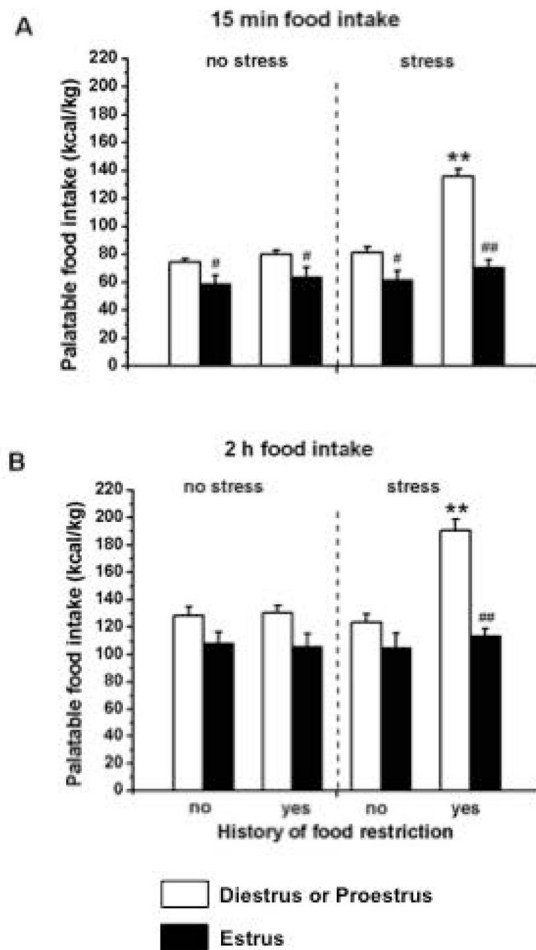 A
15 min food intake
no stress
stress
Palatable food intake (kcal/kg)
220
200
180
160
140
120
100
80
60
40
20
0
#
#
#
**
##
B
2 h food intake
no stress
stress
Palatable food intake (kcal/kg)
220
200
180
160
140
120
100
80
60
40
20
0
**
##
no
yes
no
yes
History of food restriction
Diestrus or Proestrus
Estrus